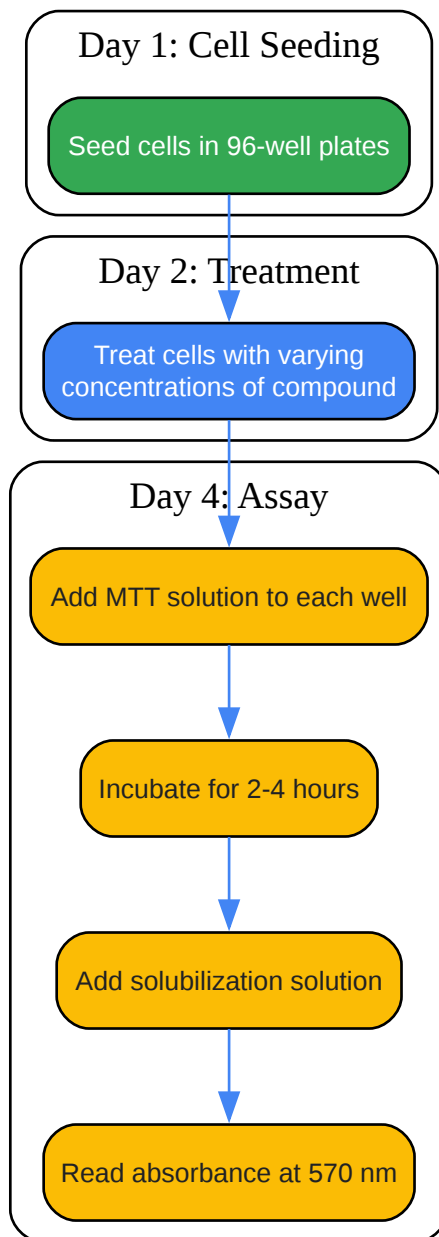 Day 1: Cell Seeding
Seed cells in 96-well plates
Day 2: Treatment
Treat cells with varying
concentrations of compound
Day 4: Assay
Add MTT solution to each well
Incubate for 2-4 hours
Add solubilization solution
Read absorbance at 570 nm